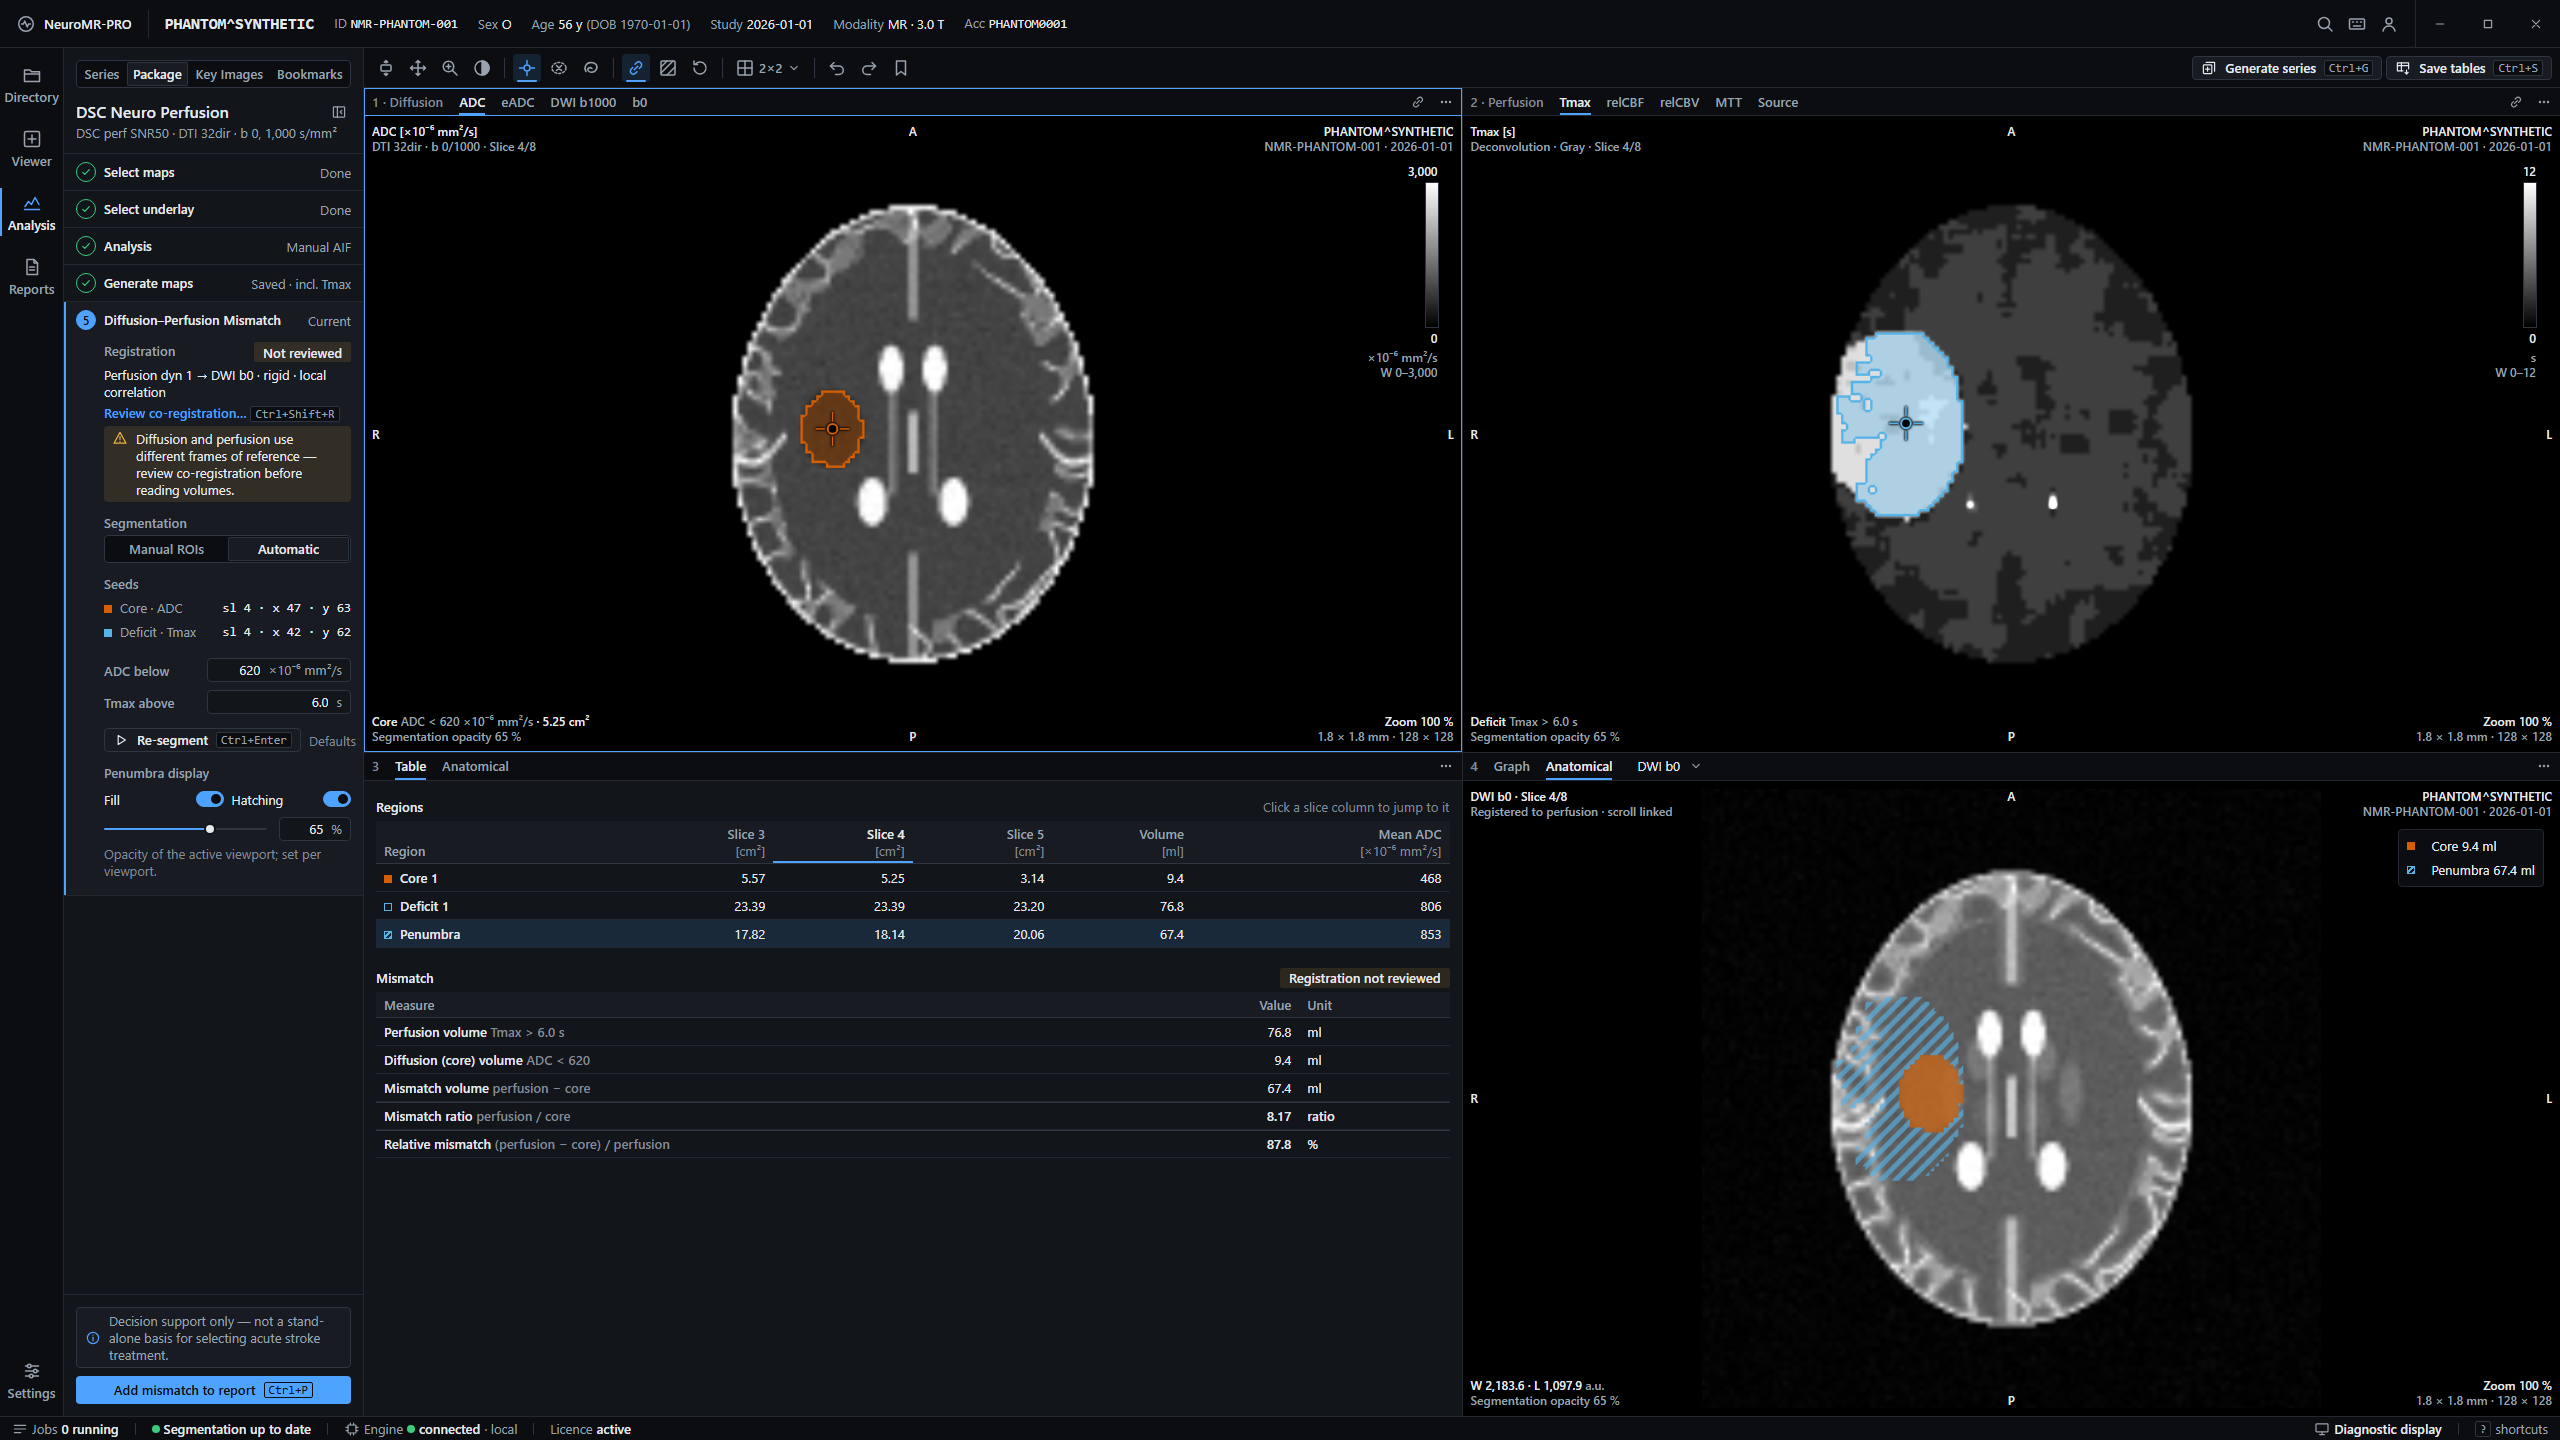 NeuroMR-PRO
PHANTOM^SYNTHETIC
ID NMR-PHANTOM-001
Sex O
Age 56 y (DOB 1970-01-01)
Study 2026-01-01
Modality MR · 3.0 T
Acc PHANTOM0001
Directory
Viewer
Analysis
Reports
Settings
Series Package Key Images Bookmarks
DSC Neuro Perfusion
DSC perf SNR50 · DTI 32dir · b 0, 1,000 s/mm²
Select maps Done
Select underlay Done
Analysis Manual AIF
Generate maps Saved · incl. Tmax
5 Diffusion–Perfusion Mismatch Current
Registration Not reviewed
Perfusion dyn 1 → DWI b0 · rigid · local
correlation
Review co-registration... Ctrl+Shift+R
Diffusion and perfusion use
different frames of reference —
review co-registration before
reading volumes.
Segmentation
Manual ROIs Automatic
Seeds
Core · ADC sl 4 · x 47 · y 63
Deficit · Tmax sl 4 · x 42 · y 62
ADC below 620 ×10⁻⁶ mm²/s
Tmax above 6.0 s
Re-segment Ctrl+Enter Defaults
Penumbra display
Fill Hatching
65 %
Opacity of the active viewport; set per
viewport.
Decision support only — not a stand-
alone basis for selecting acute stroke
treatment.
Add mismatch to report Ctrl+P
2×2
Generate series Ctrl+G
Save tables Ctrl+S
1 · Diffusion ADC eADC DWI b1000 b0
ADC [×10⁻⁶ mm²/s]
DTI 32dir · b 0/1000 · Slice 4/8
A
PHANTOM^SYNTHETIC
NMR-PHANTOM-001 · 2026-01-01
3,000
0
×10⁻⁶ mm²/s
W 0–3,000
R
L
Core ADC < 620 ×10⁻⁶ mm²/s · 5.25 cm²
Segmentation opacity 65 %
P
Zoom 100 %
1.8 × 1.8 mm · 128 × 128
2 · Perfusion Tmax relCBF relCBV MTT Source
Tmax [s]
Deconvolution · Gray · Slice 4/8
A
PHANTOM^SYNTHETIC
NMR-PHANTOM-001 · 2026-01-01
12
0
s
W 0–12
R
L
Deficit Tmax > 6.0 s
Segmentation opacity 65 %
P
Zoom 100 %
1.8 × 1.8 mm · 128 × 128
3 Table Anatomical
Regions Click a slice column to jump to it
Region Slice 3 [cm²] Slice 4 [cm²] Slice 5 [cm²] Volume [ml] Mean ADC [×10⁻⁶ mm²/s]
Core 1 5.57 5.25 3.14 9.4 468
Deficit 1 23.39 23.39 23.20 76.8 806
Penumbra 17.82 18.14 20.06 67.4 853
Mismatch Registration not reviewed
Measure Value Unit
Perfusion volume Tmax > 6.0 s 76.8 ml
Diffusion (core) volume ADC < 620 9.4 ml
Mismatch volume perfusion − core 67.4 ml
Mismatch ratio perfusion / core 8.17 ratio
Relative mismatch (perfusion − core) / perfusion 87.8 %
4 Graph Anatomical DWI b0
DWI b0 · Slice 4/8
Registered to perfusion · scroll linked
A
PHANTOM^SYNTHETIC
NMR-PHANTOM-001 · 2026-01-01
Core 9.4 ml
Penumbra 67.4 ml
R
L
W 2,183.6 · L 1,097.9 a.u.
Segmentation opacity 65 %
P
Zoom 100 %
1.8 × 1.8 mm · 128 × 128
Jobs 0 running
Segmentation up to date
Engine connected · local
Licence active
Diagnostic display
? shortcuts